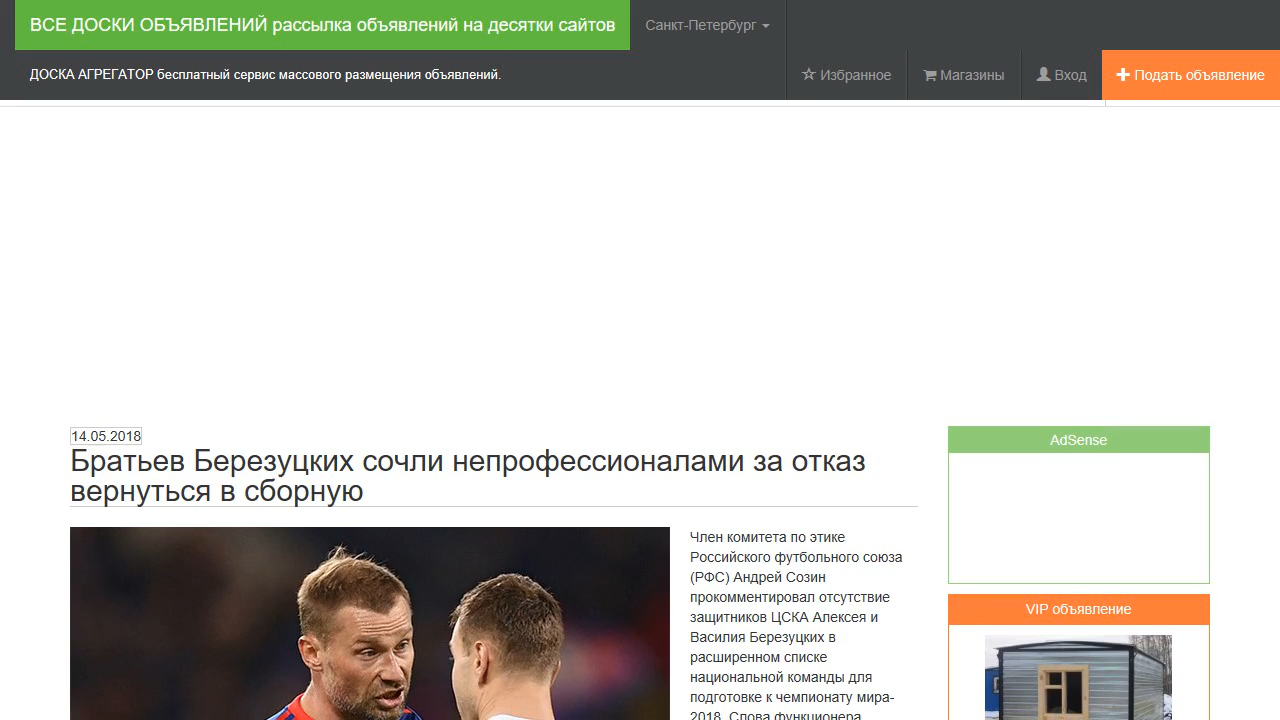 ВСЕ ДОСКИ ОБЪЯВЛЕНИЙ рассылка объявлений на десятки сайтов
Санкт-Петербург
ДОСКА АГРЕГАТОР бесплатный сервис массового размещения объявлений.
Избранное
Магазины
Вход
Подать объявление
14.05.2018
Братьев Березуцких сочли непрофессионалами за отказ
вернуться в сборную
Член комитета по этике
Российского футбольного союза
(РФС) Андрей Созин
прокомментировал отсутствие
защитников ЦСКА Алексея и
Василия Березуцких в
расширенном списке
национальной команды для
подготовке к чемпионату мира-
2018. Слова функционера
AdSense
VIP объявление